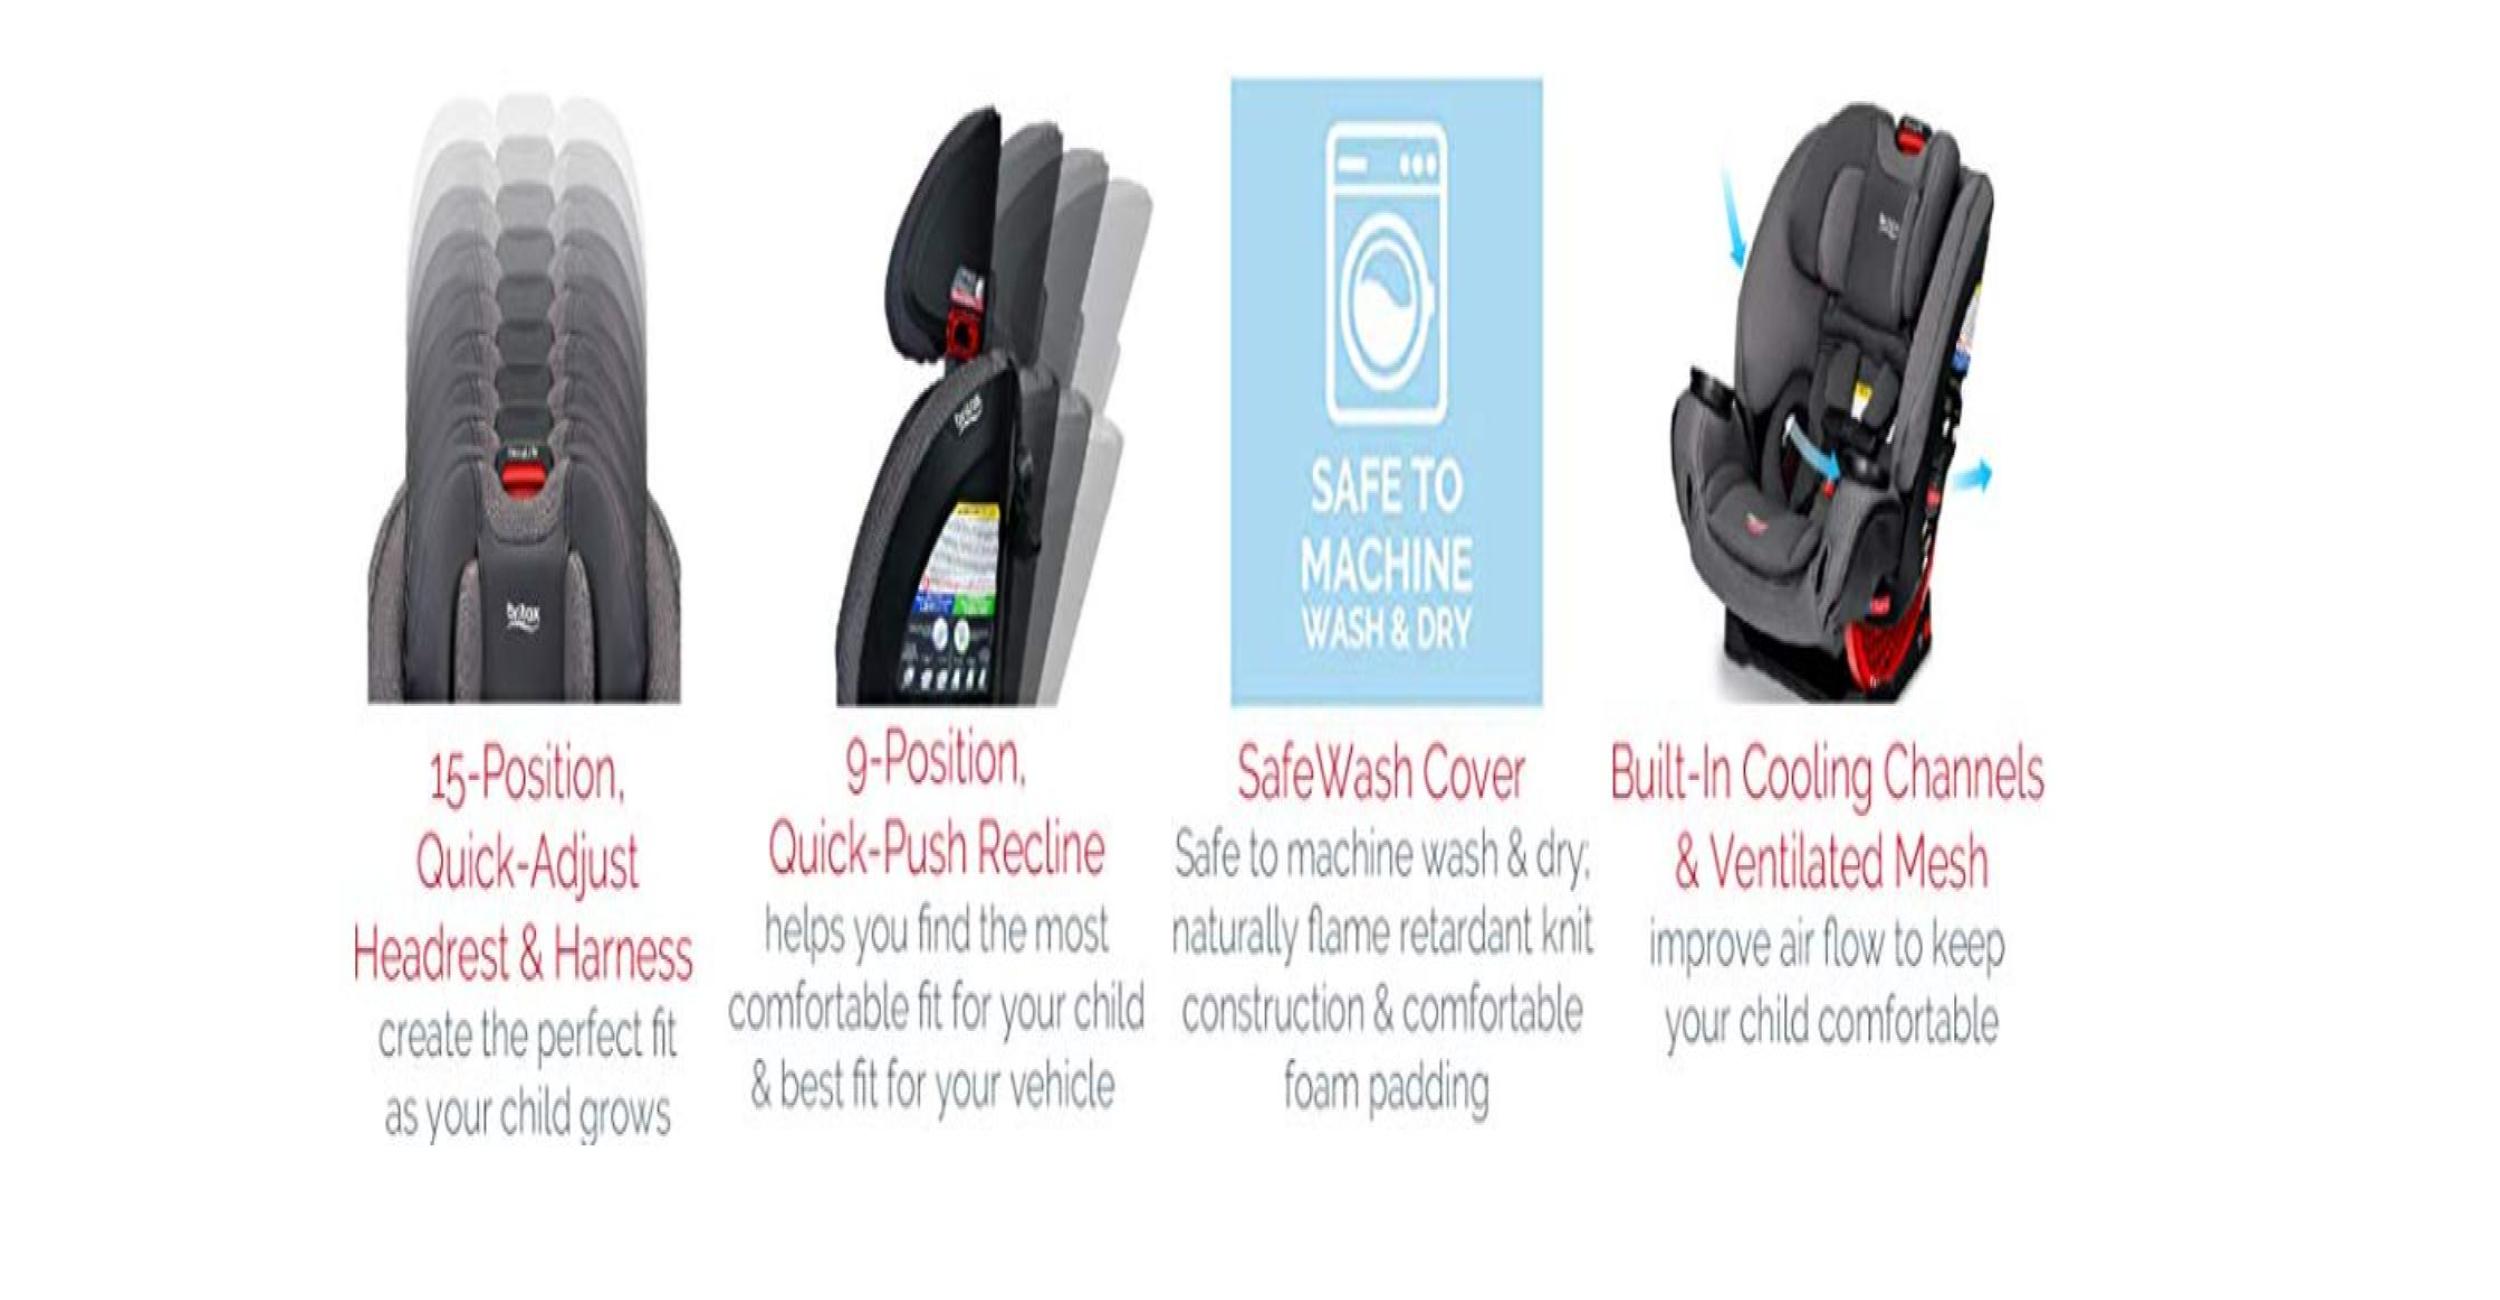 britax
15-Position,
Quick-Adjust
Headrest & Harness
create the perfect fit
as your child grows
britax
9-Position,
Quick-Push Recline
helps you find the most
comfortable fit for your child
& best fit for your vehicle
SAFE TO
MACHINE
WASH & DRY
SafeWash Cover
Safe to machine wash & dry;
naturally flame retardant knit
construction & comfortable
foam padding
britax
Built-In Cooling Channels
& Ventilated Mesh
improve air flow to keep
your child comfortable